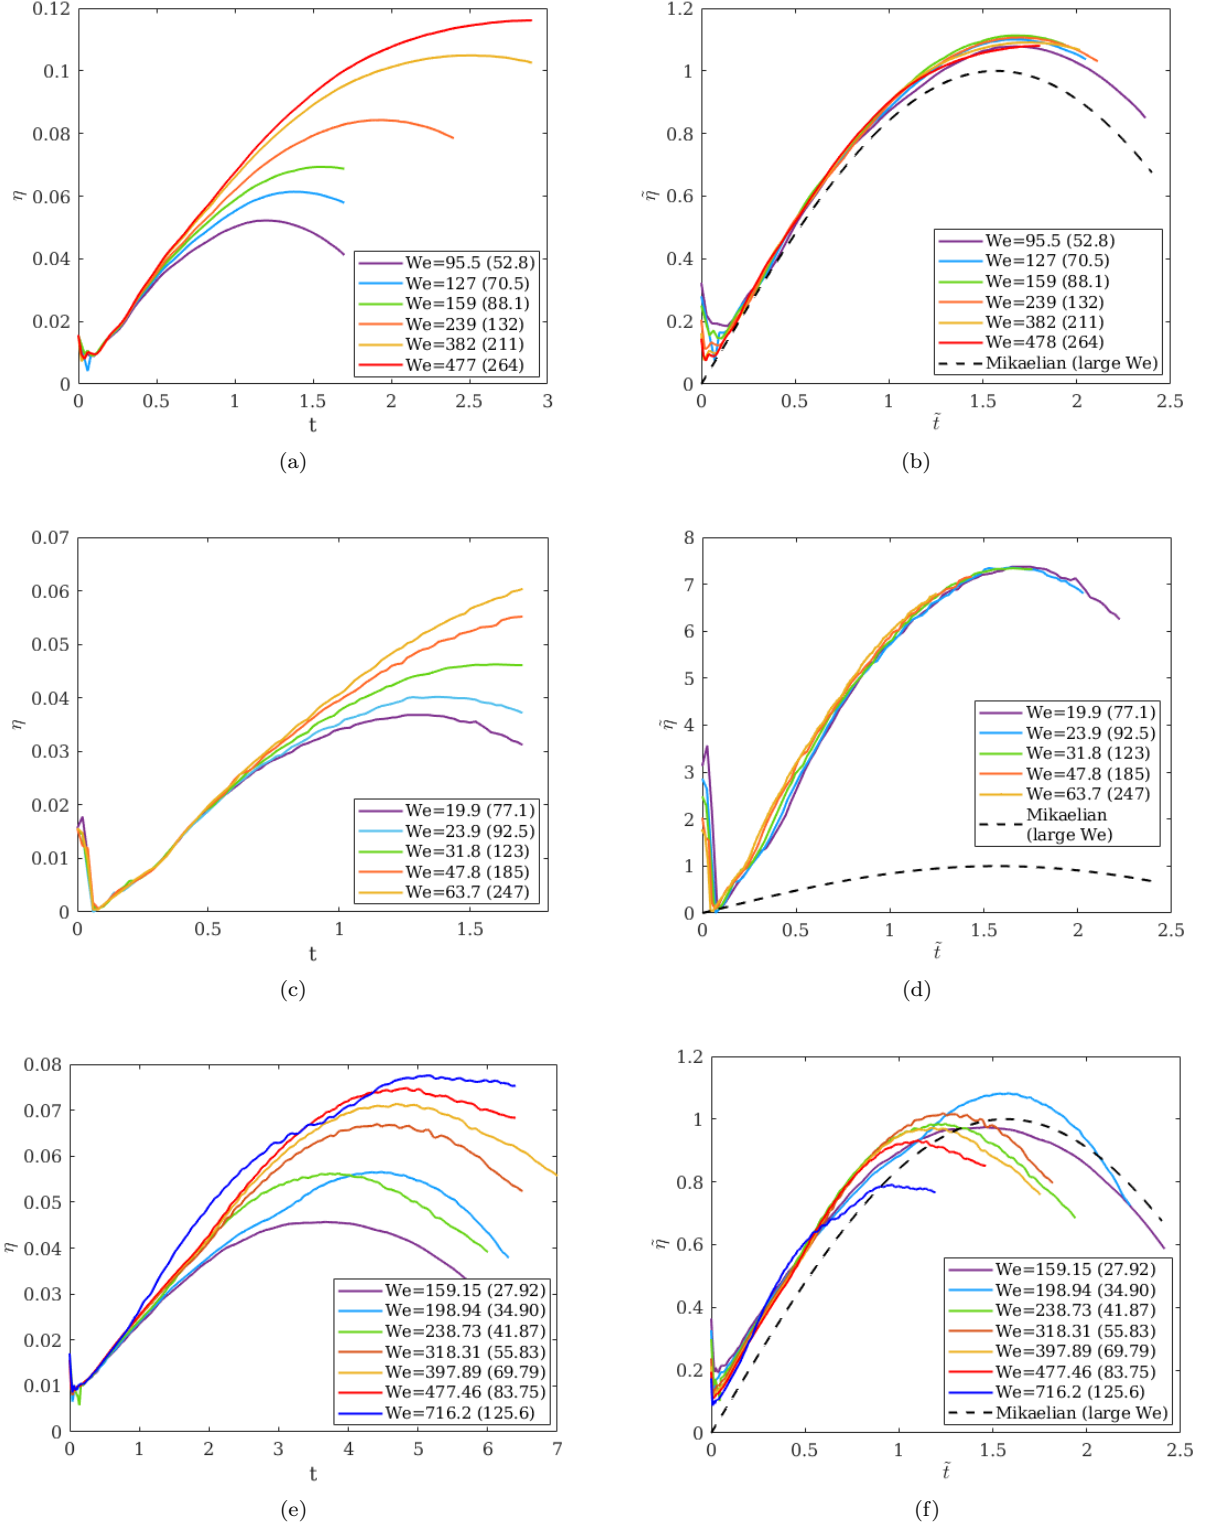 0.12
0.1
0.08
0.06
0.04
0.02
0
η
We=95.5 (52.8)
We=127 (70.5)
We=159 (88.1)
We=239 (132)
We=382 (211)
We=477 (264)
0 0.5 1 1.5 2 2.5 3
t
(a)
1.2
1
0.8
0.6
0.4
0.2
0
η̃
We=95.5 (52.8)
We=127 (70.5)
We=159 (88.1)
We=239 (132)
We=382 (211)
We=478 (264)
Mikaelian (large We)
0 0.5 1 1.5 2 2.5
t̃
(b)
0.07
0.06
0.05
0.04
0.03
0.02
0.01
0
η
We=19.9 (77.1)
We=23.9 (92.5)
We=31.8 (123)
We=47.8 (185)
We=63.7 (247)
0 0.5 1 1.5
t
(c)
8
7
6
5
4
3
2
1
0
η̃
We=19.9 (77.1)
We=23.9 (92.5)
We=31.8 (123)
We=47.8 (185)
We=63.7 (247)
Mikaelian
(large We)
0 0.5 1 1.5 2 2.5
t̃
(d)
0.08
0.07
0.06
0.05
0.04
0.03
0.02
0.01
0
η
We=159.15 (27.92)
We=198.94 (34.90)
We=238.73 (41.87)
We=318.31 (55.83)
We=397.89 (69.79)
We=477.46 (83.75)
We=716.2 (125.6)
0 1 2 3 4 5 6 7
t
(e)
1.2
1
0.8
0.6
0.4
0.2
0
η̃
We=159.15 (27.92)
We=198.94 (34.90)
We=238.73 (41.87)
We=318.31 (55.83)
We=397.89 (69.79)
We=477.46 (83.75)
We=716.2 (125.6)
Mikaelian (large We)
0 0.5 1 1.5 2 2.5
t̃
(f)